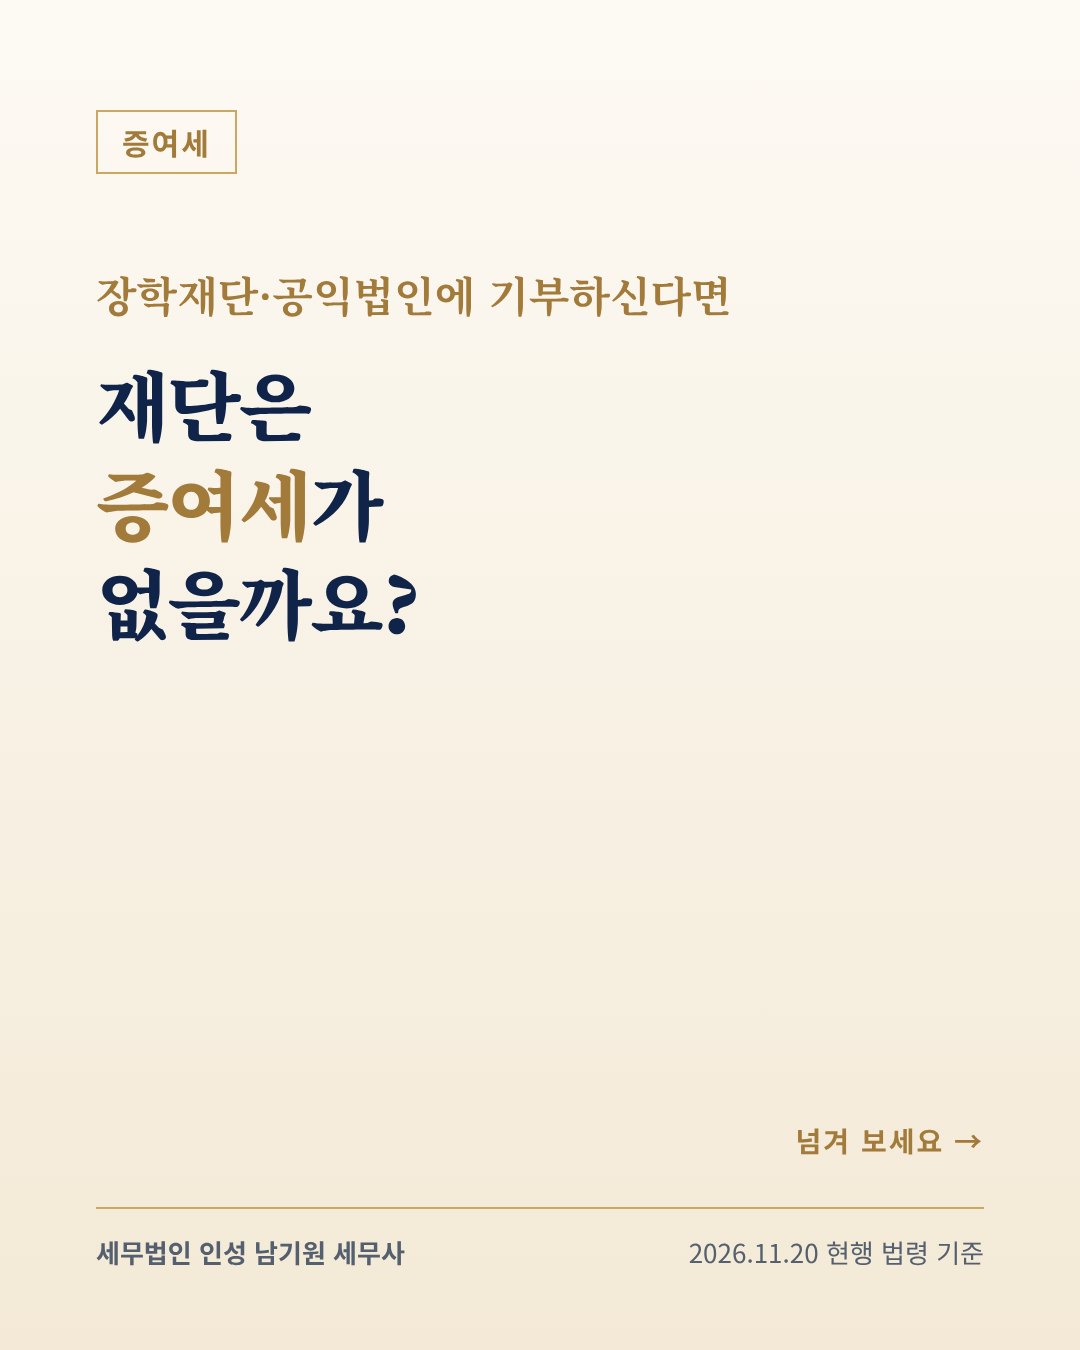 증여세
장학재단·공익법인에 기부하신다면
재단은
증여세가
없을까요?
넘겨 보세요 →
세무법인 인성 남기원 세무사
2026.11.20 현행 법령 기준